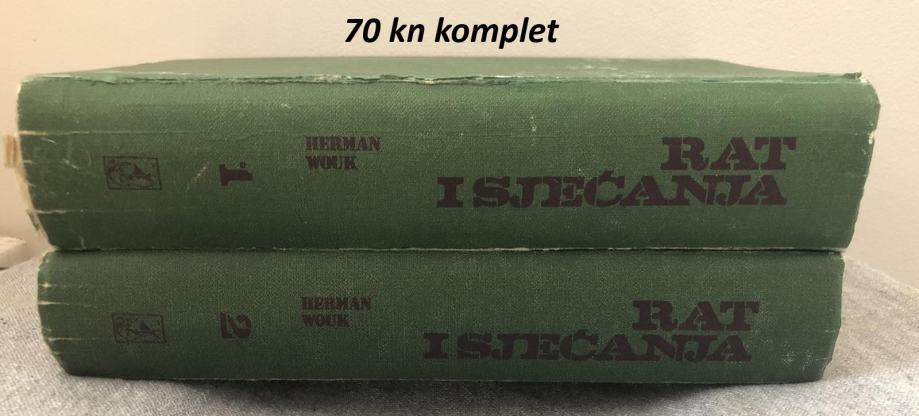 70 kn komplet
1.
HERMAN
WOUK
RAT
I SJEĆANJA
2
HERMAN
WOUK
RAT
I SJEĆANJA